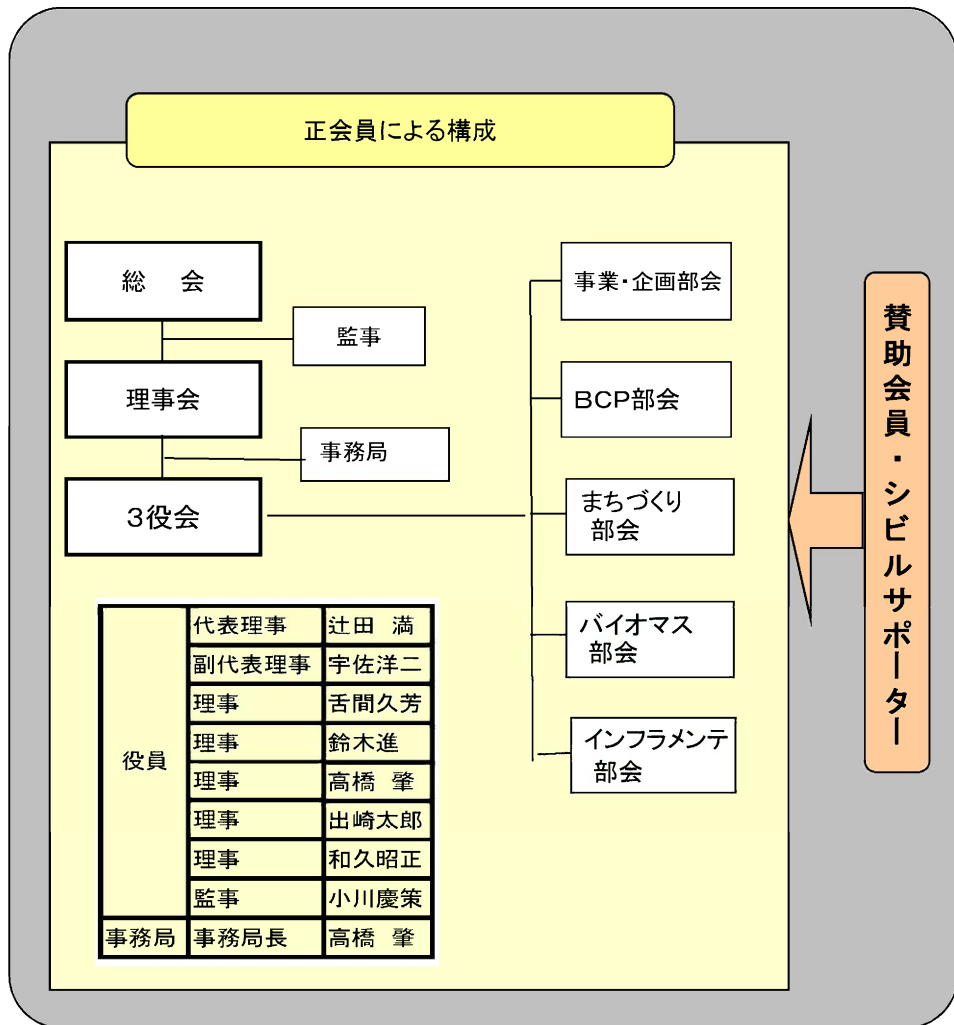 正会員による構成
総　会
監事
理事会
事務局
3役会
事業・企画部会
BCP部会
まちづくり
部会
バイオマス
部会
インフラメンテ
部会
役員
代表理事 辻田 満
副代表理事 宇佐洋二
理事 舌間久芳
理事 鈴木進
理事 高橋 肇
理事 出崎太郎
理事 和久昭正
監事 小川慶策
事務局 事務局長 高橋 肇
賛助会員・シビルサポーター